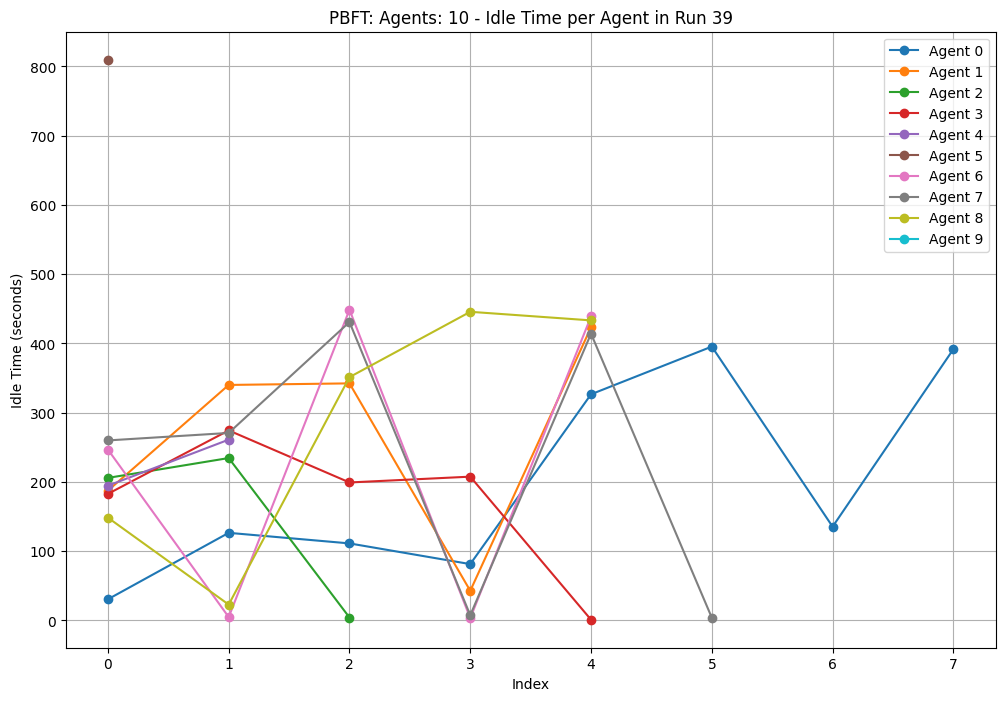 PBFT: Agents: 10 - Idle Time per Agent in Run 39
Idle Time (seconds)
800
700
600
500
400
300
200
100
0
0 1 2 3 4 5 6 7
Index
Agent 0
Agent 1
Agent 2
Agent 3
Agent 4
Agent 5
Agent 6
Agent 7
Agent 8
Agent 9